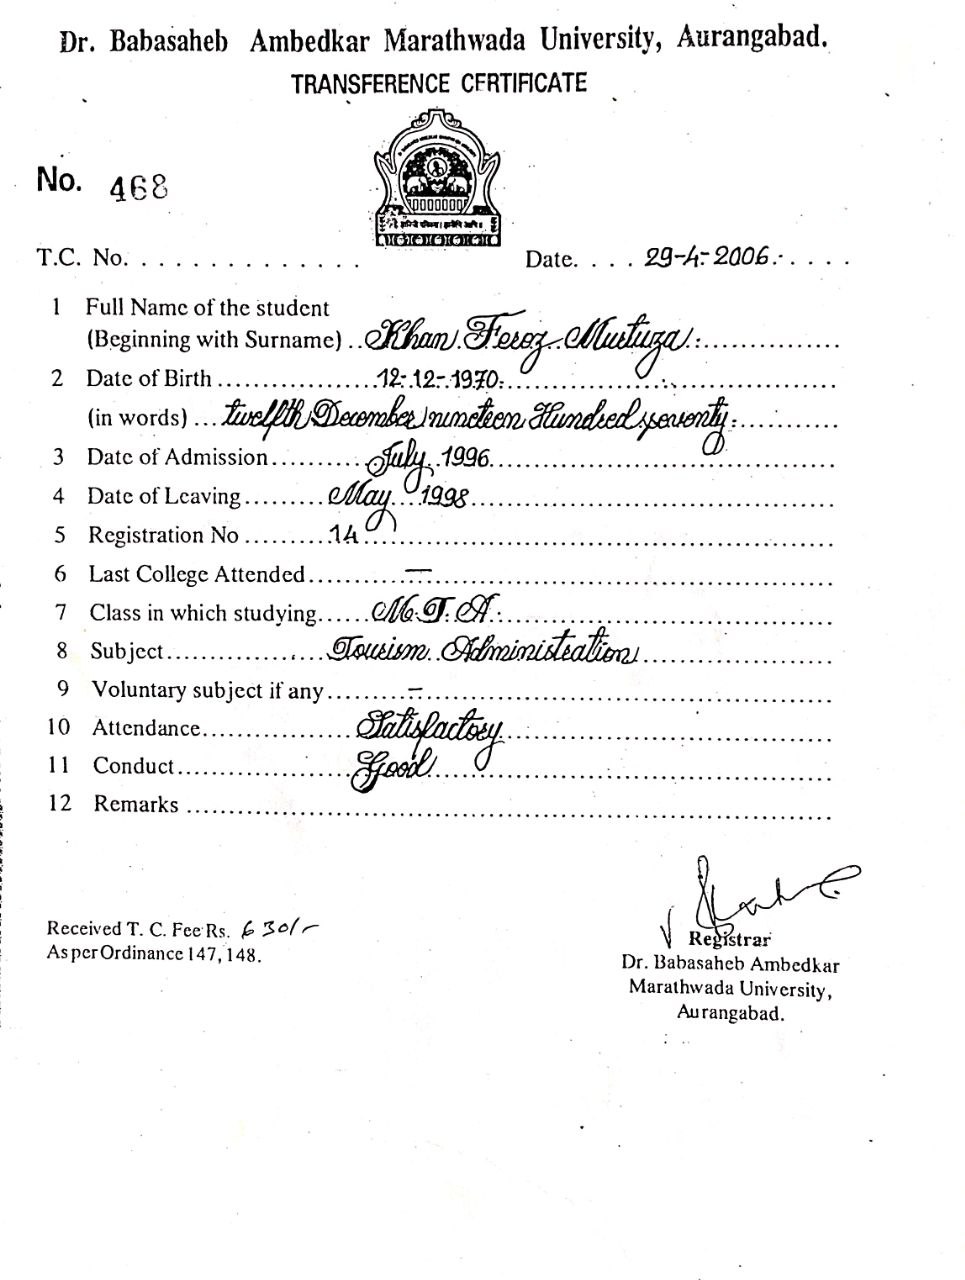 Dr. Babasaheb Ambedkar Marathwada University, Aurangabad.
TRANSFERENCE CERTIFICATE
No. 468
T.C. No. . . . . . . . . . . . . . . Date. . . . . 29-4-2006. . . . . .
1 Full Name of the student
(Beginning with Surname) .. Khan Feroz Murtuza
2 Date of Birth .................. 12-12-1970.
(in words) ... twelfth December nineteen Hundred seventy.
3 Date of Admission .......... July 1996
4 Date of Leaving ......... May 1998
5 Registration No ......... 14
6 Last College Attended ......... —
7 Class in which studying ...... M.T.A.
8 Subject ................. Tourism Administration
9 Voluntary subject if any ......... —
10 Attendance ................ Satisfactory
11 Conduct ................ Good
12 Remarks ................
Received T. C. Fee Rs. 630/-
As per Ordinance 147, 148.
Registrar
Dr. Babasaheb Ambedkar
Marathwada University,
Aurangabad.